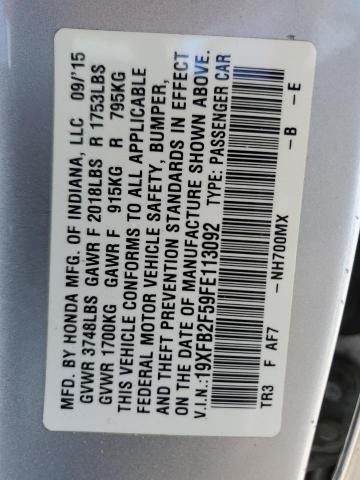 MFD. BY HONDA MFG. OF INDIANA, LLC 09/'15
GVWR 3748LBS GAWR F 2018LBS R 1753LBS
GVWR 1700KG GAWR F 915KG R 795KG
THIS VEHICLE CONFORMS TO ALL APPLICABLE
FEDERAL MOTOR VEHICLE SAFETY, BUMPER,
AND THEFT PREVENTION STANDARDS IN EFFECT
ON THE DATE OF MANUFACTURE SHOWN ABOVE.
V.I.N.:19XFB2F59FE113092 TYPE: PASSENGER CAR
TR3 F AF7 -NH700MX -B -E